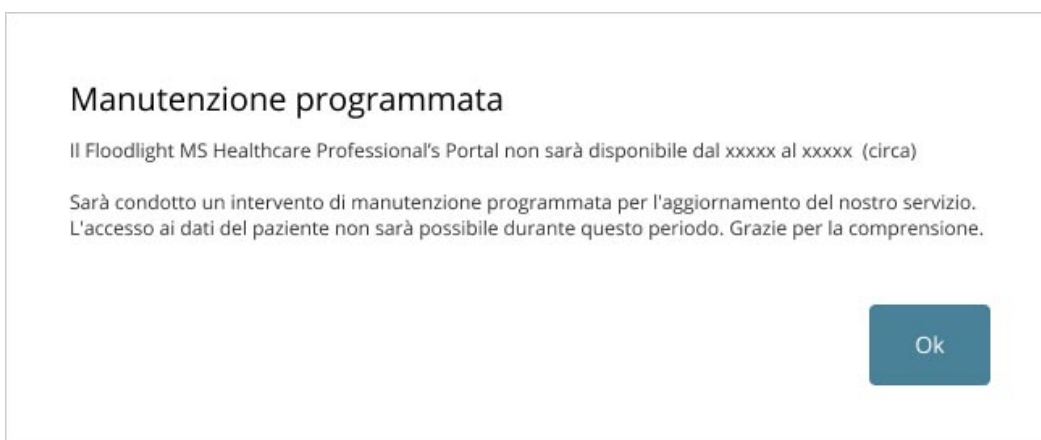 Manutenzione programmata
Il Floodlight MS Healthcare Professional's Portal non sarà disponibile dal xxxxx al xxxxx (circa)
Sarà condotto un intervento di manutenzione programmata per l'aggiornamento del nostro servizio.
L'accesso ai dati del paziente non sarà possibile durante questo periodo. Grazie per la comprensione.
Ok